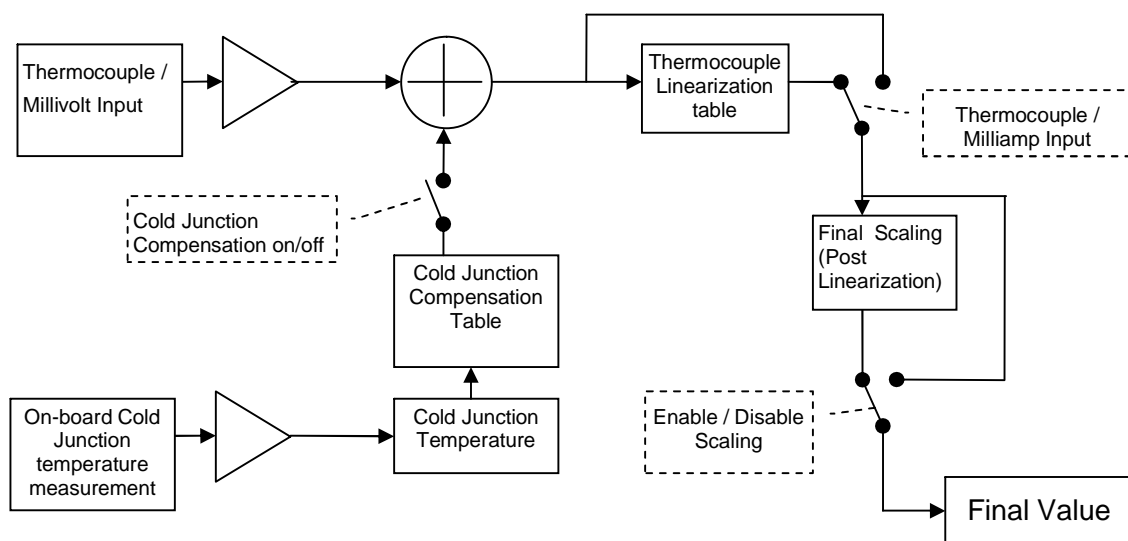 Thermocouple /
Millivolt Input
Thermocouple
Linearization
table
Thermocouple /
Milliamp Input
Cold Junction
Compensation on/off
Final Scaling
(Post
Linearization)
Cold Junction
Compensation
Table
On-board Cold
Junction
temperature
measurement
Cold Junction
Temperature
Enable / Disable
Scaling
Final Value